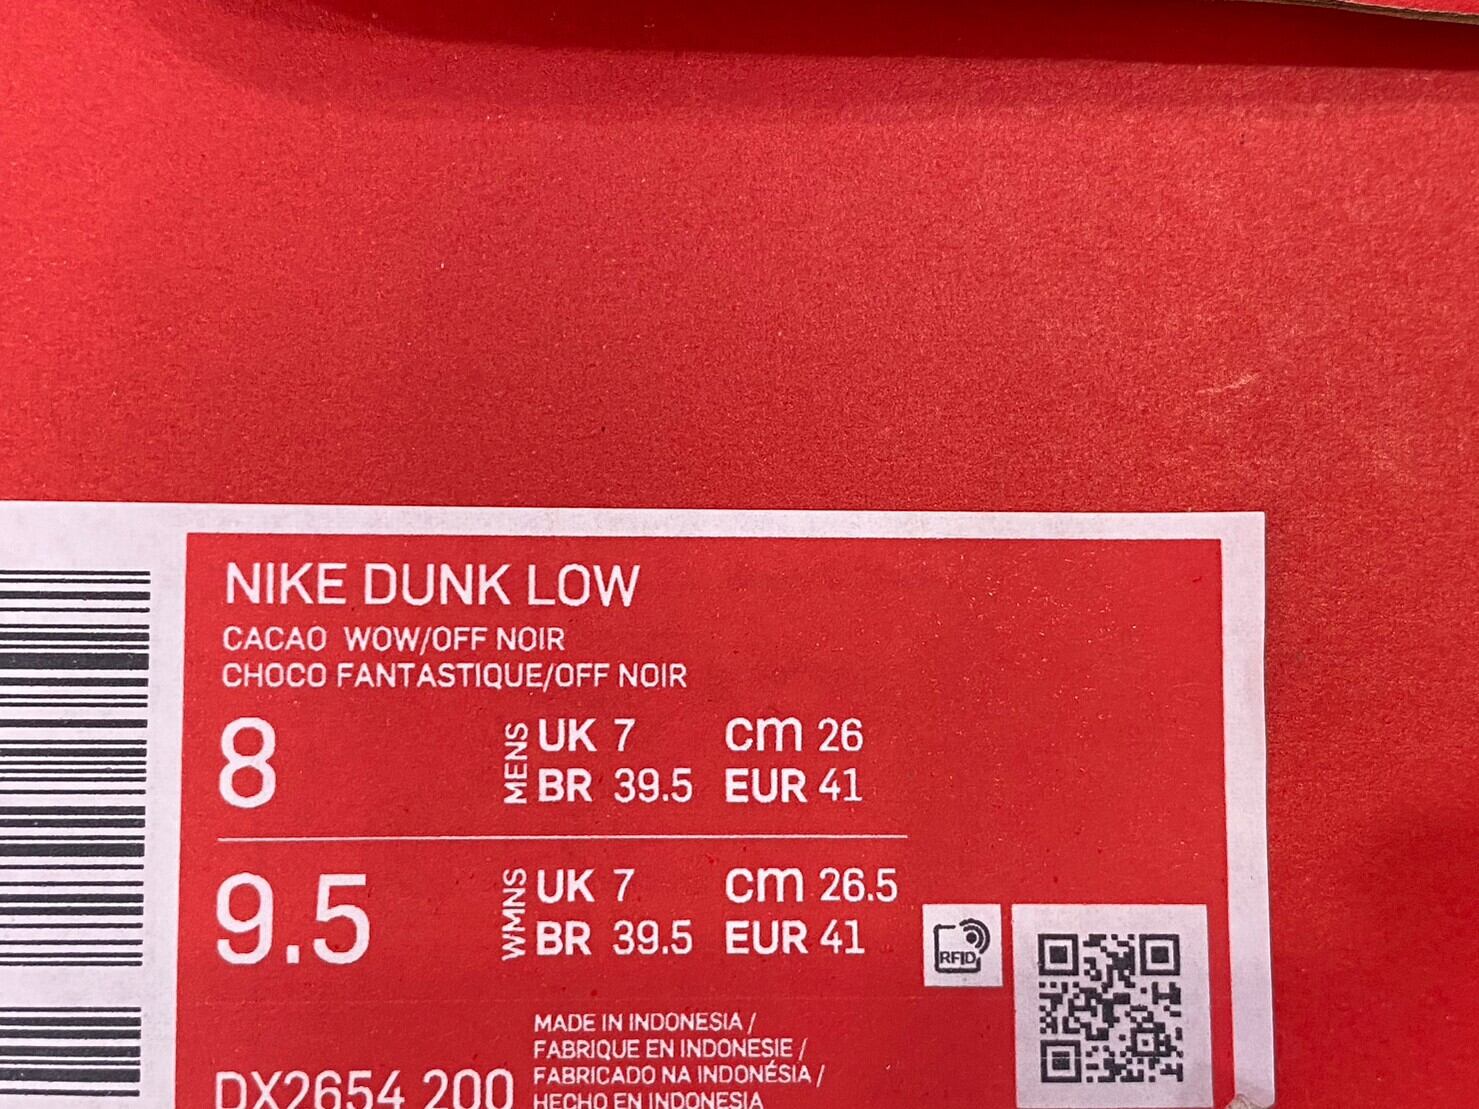 NIKE DUNK LOW
CACAO WOW/OFF NOIR
CHOCO FANTASTIQUE/OFF NOIR
8 MENS UK 7 cm 26
BR 39.5 EUR 41
9.5 WMNS UK 7 cm 26.5
BR 39.5 EUR 41
RFID
MADE IN INDONESIA /
FABRIQUE EN INDONESIE /
FABRICADO NA INDONÉSIA /
HECHO EN INDONESIA
DX2654 200